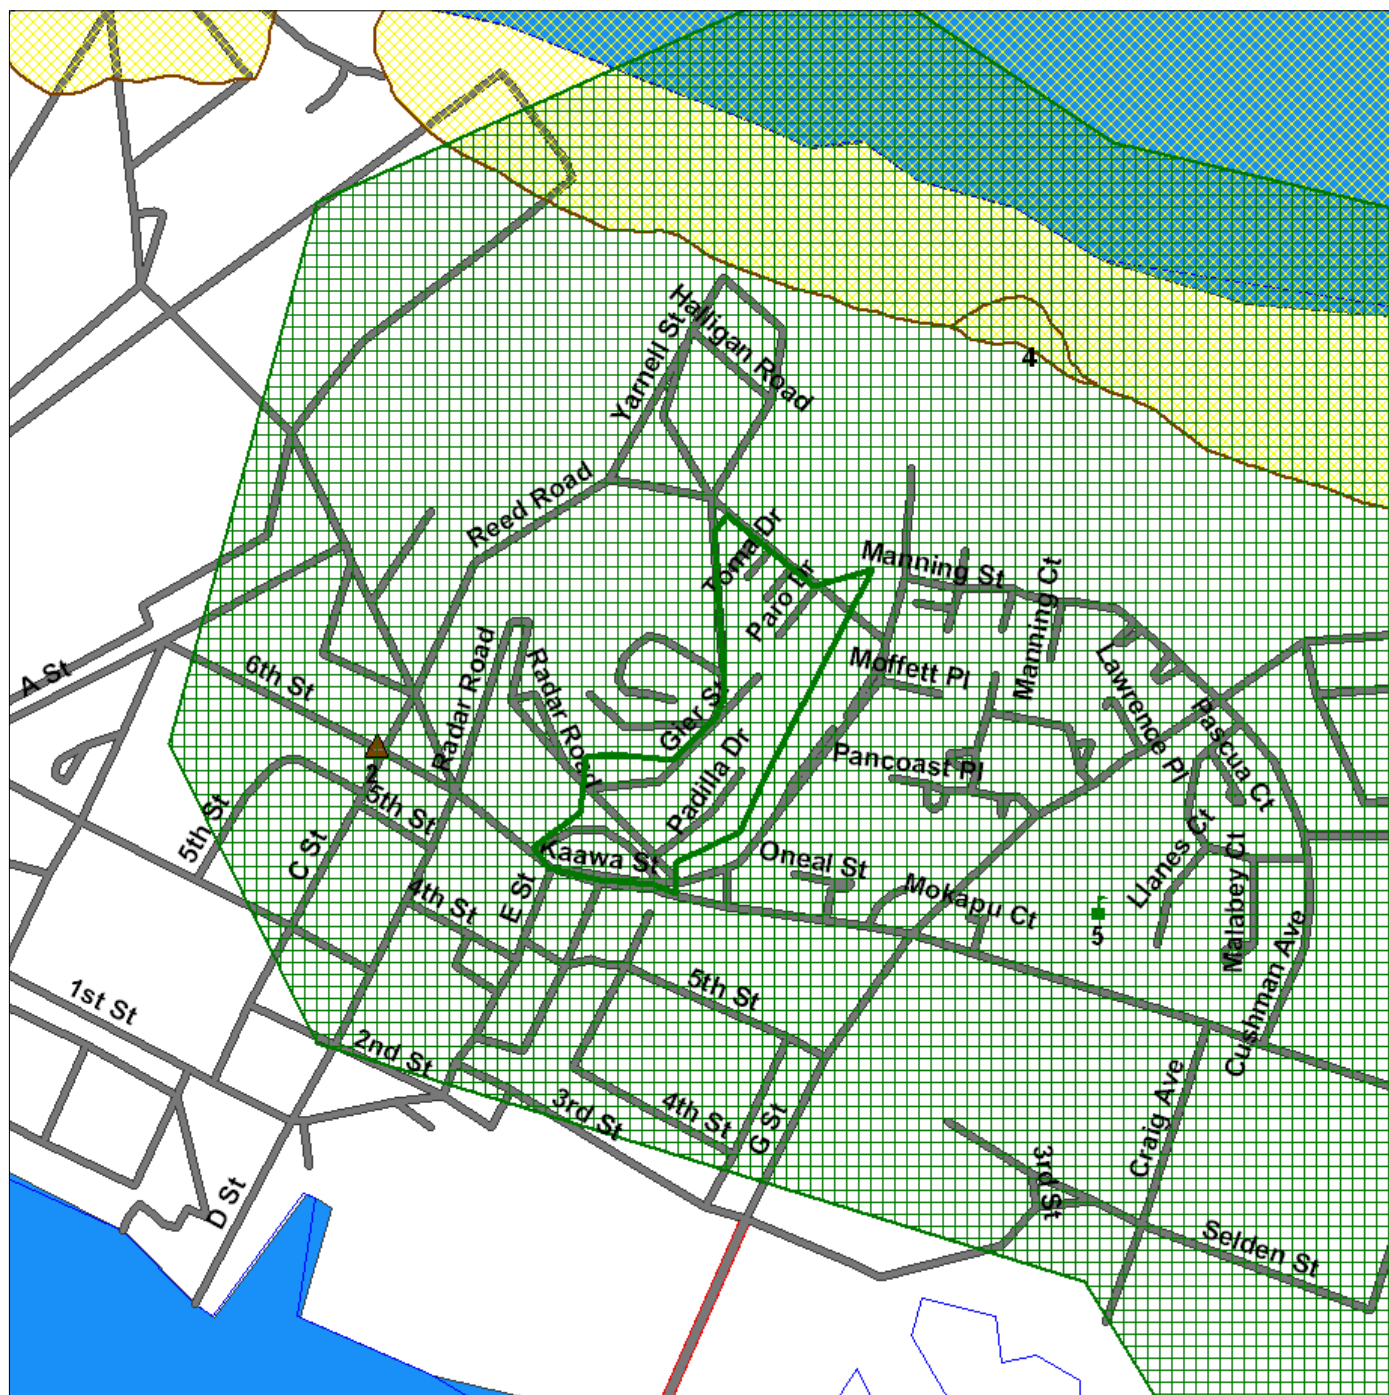 Halligan Road
Yarnell St
4
Reed Road
Toma Dr
Manning St
Paro Dr
Manning Ct
A St
6th St
Radar Road
Radar Road
Moffett Pl
Lawrence Pl
Pascua Ct
Gier St
2
Padilla Dr
Pancoast Pl
5th St
5th St
C St
Kaawa St
Oneal St
Llanes Ct
Malabey Ct
4th St
E St
Mokapu Ct
5
Cushman Ave
1st St
5th St
2nd St
3rd St
4th St
G St
Craig Ave
3rd St
D St
Selden St